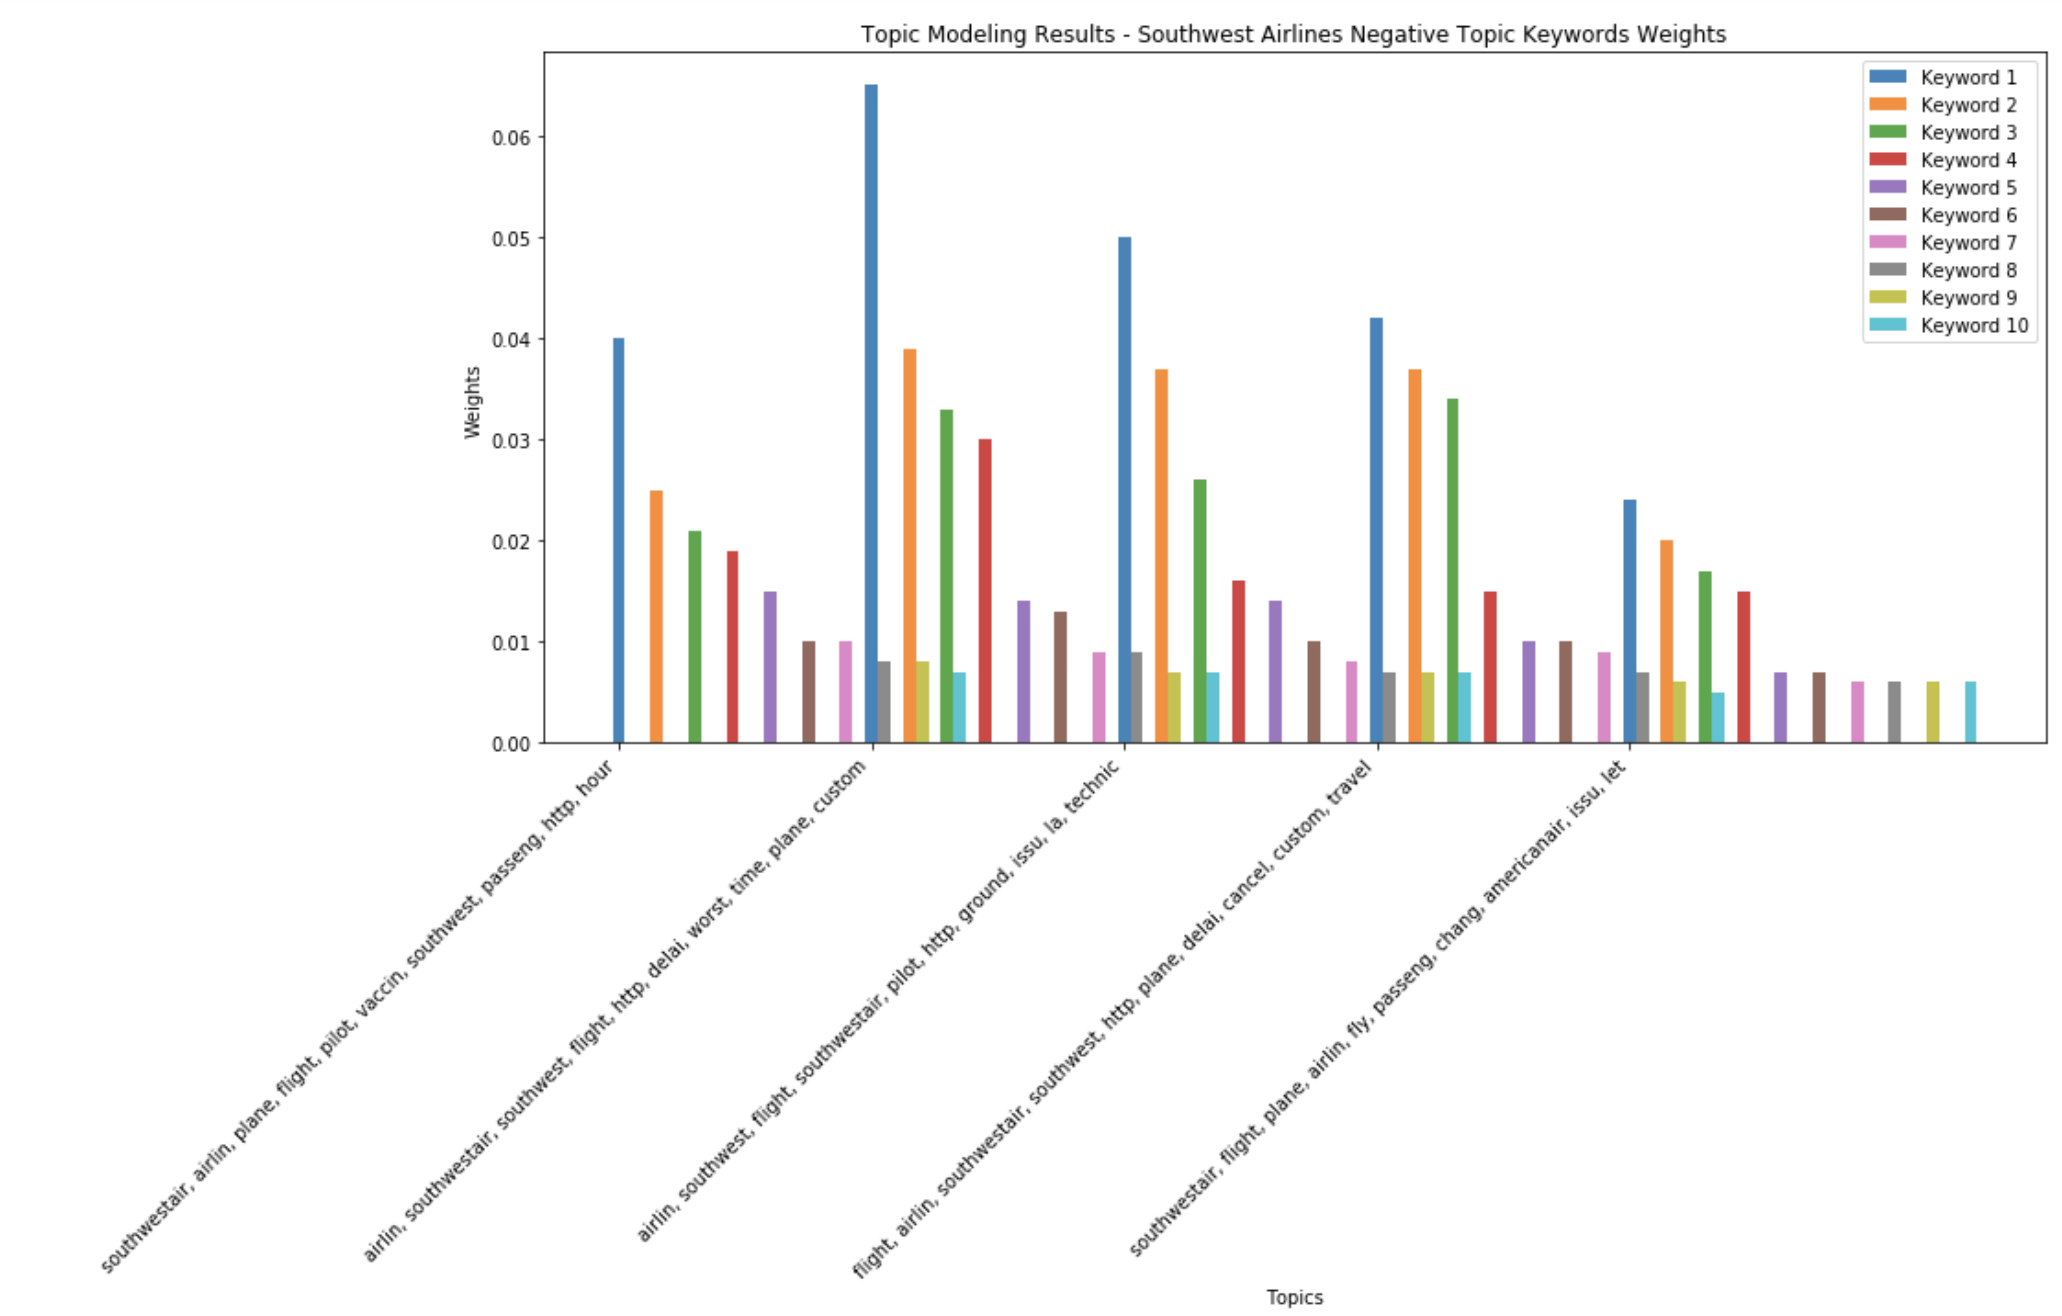 Topic Modeling Results - Southwest Airlines Negative Topic Keywords Weights
Keyword 1
Keyword 2
Keyword 3
Keyword 4
Keyword 5
Keyword 6
Keyword 7
Keyword 8
Keyword 9
Keyword 10
Weights
0.06
0.05
0.04
0.03
0.02
0.01
0.00
southwestair, airlin, plane, flight, pilot, vaccin, southwest, passeng, http, hour
airlin, southwestair, southwest, flight, http, delai, worst, time, plane, custom
airlin, southwest, flight, southwestair, pilot, http, ground, issu, la, technic
flight, airlin, southwestair, southwest, http, plane, delai, cancel, custom, travel
southwestair, flight, plane, airlin, fly, passeng, chang, americanair, issu, let
Topics